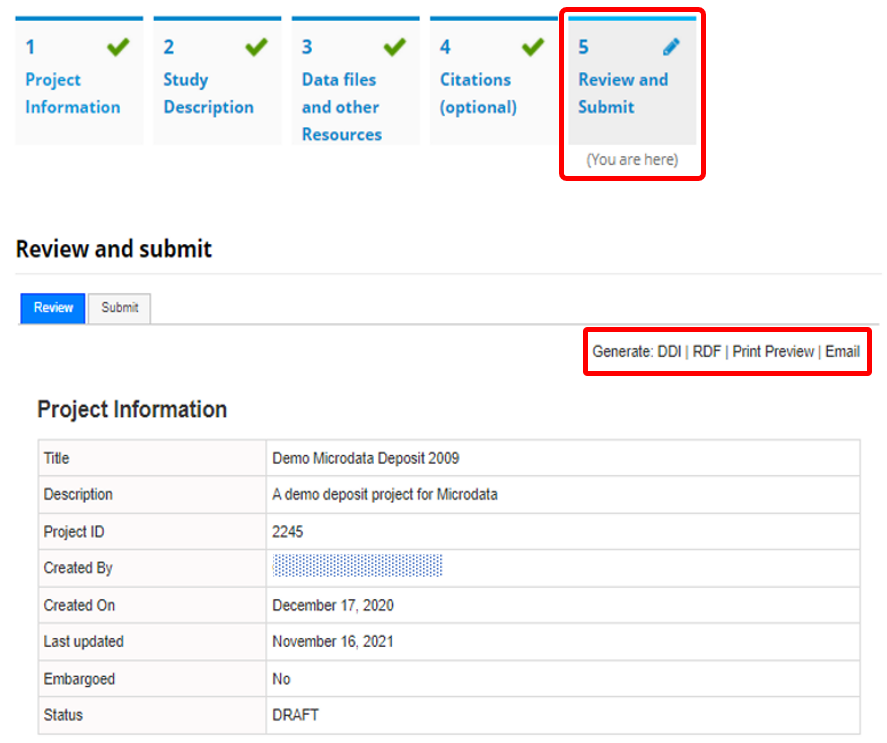 1
Project
Information
2
Study
Description
3
Data files
and other
Resources
4
Citations
(optional)
5
Review and
Submit
(You are here)
Review and submit
Review Submit
Generate: DDI | RDF | Print Preview | Email
Project Information
Title Demo Microdata Deposit 2009
Description A demo deposit project for Microdata
Project ID 2245
Created By
Created On December 17, 2020
Last updated November 16, 2021
Embargoed No
Status DRAFT